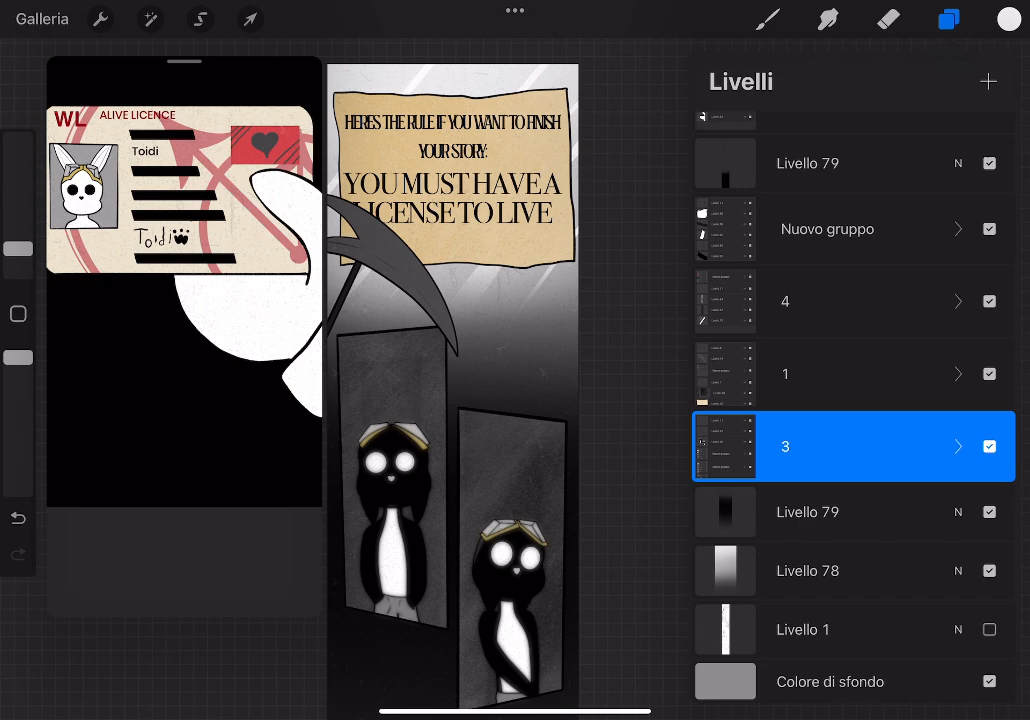 Galleria
WL ALIVE LICENCE
Toidi
Toidi
HERE'S THE RULE IF YOU WANT TO FINISH
YOUR STORY:
YOU MUST HAVE A
LICENSE TO LIVE
Livelli
Livello 79 N
Nuovo gruppo
4
1
3
Livello 79 N
Livello 78 N
Livello 1 N
Colore di sfondo